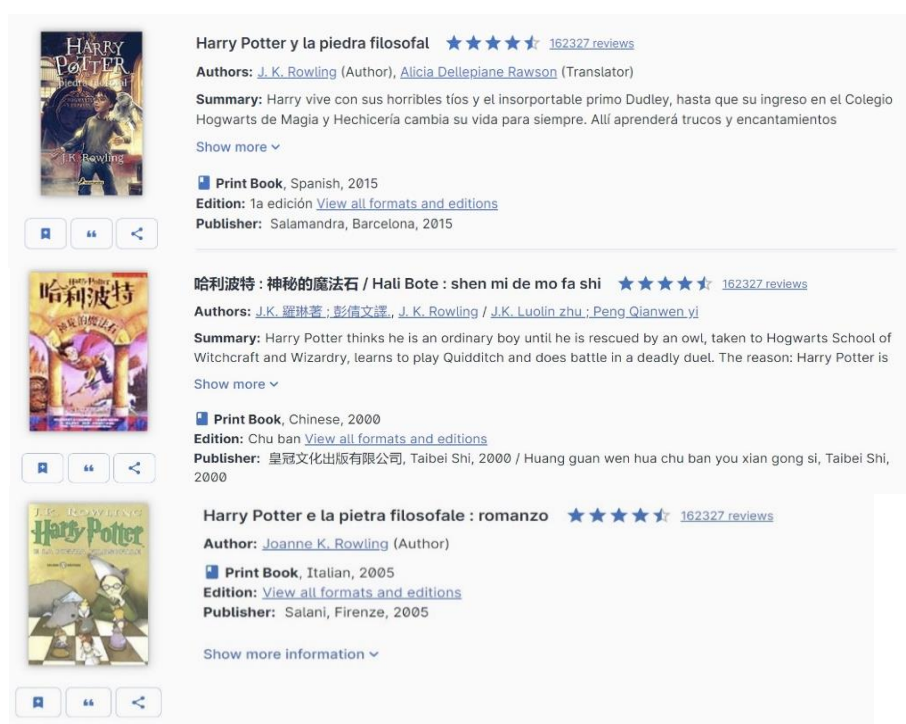 HARRY
POTTER
J.K. Rowling
Harry Potter y la piedra filosofal 162327 reviews
Authors: J. K. Rowling (Author), Alicia Dellepiane Rawson (Translator)
Summary: Harry vive con sus horribles tíos y el insorportable primo Dudley, hasta que su ingreso en el Colegio
Hogwarts de Magia y Hechicería cambia su vida para siempre. Allí aprenderá trucos y encantamientos
Show more
Print Book, Spanish, 2015
Edition: 1a edición View all formats and editions
Publisher: Salamandra, Barcelona, 2015
哈利波特
神秘的魔法石
哈利波特 : 神秘的魔法石 / Hali Bote : shen mi de mo fa shi 162327 reviews
Authors: J.K. 羅琳著 ; 彭倩文譯., J. K. Rowling / J.K. Luolin zhu ; Peng Qianwen yi
Summary: Harry Potter thinks he is an ordinary boy until he is rescued by an owl, taken to Hogwarts School of
Witchcraft and Wizardry, learns to play Quidditch and does battle in a deadly duel. The reason: Harry Potter is
Show more
Print Book, Chinese, 2000
Edition: Chu ban View all formats and editions
Publisher: 皇冠文化出版有限公司, Taibei Shi, 2000 / Huang guan wen hua chu ban you xian gong si, Taibei Shi,
2000
J.K. ROWLING
Harry Potter
E LA PIETRA FILOSOFALE
Harry Potter e la pietra filosofale : romanzo 162327 reviews
Author: Joanne K. Rowling (Author)
Print Book, Italian, 2005
Edition: View all formats and editions
Publisher: Salani, Firenze, 2005
Show more information